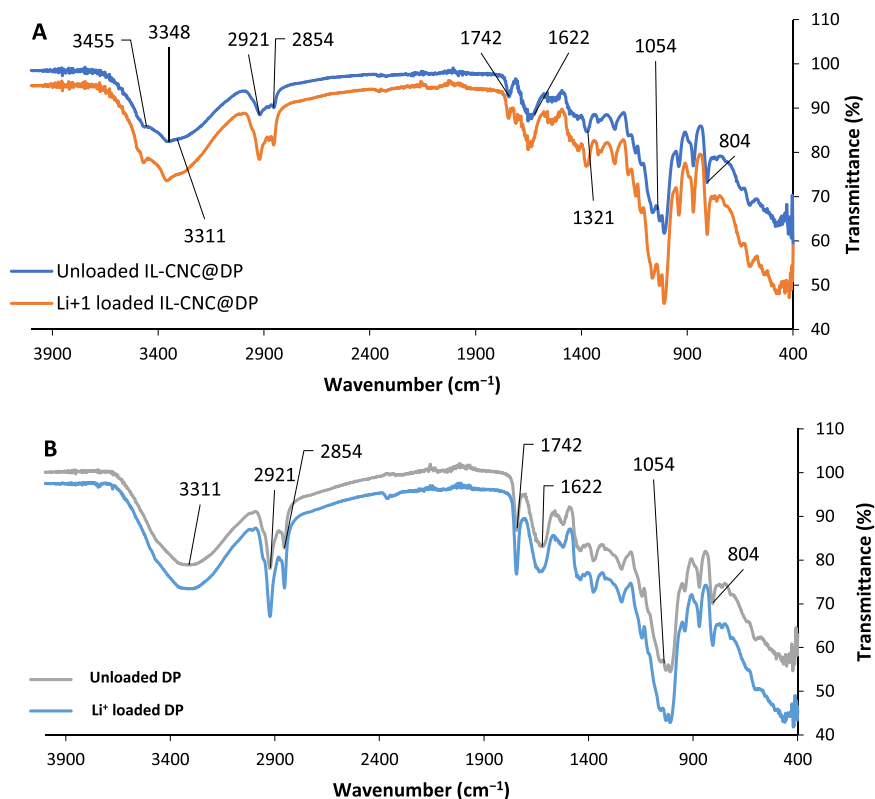 A
3455
3348
2921
2854
1742
1622
1054
804
1321
3311
Unloaded IL-CNC@DP
Li+1 loaded IL-CNC@DP
110
100
90
80
70
60
50
40
Transmittance (%)
3900 3400 2900 2400 1900 1400 900 400
Wavenumber (cm⁻¹)
B
3311
2921
2854
1742
1622
1054
804
Unloaded DP
Li⁺ loaded DP
110
100
90
80
70
60
50
40
Transmittance (%)
3900 3400 2900 2400 1900 1400 900 400
Wavenumber (cm⁻¹)